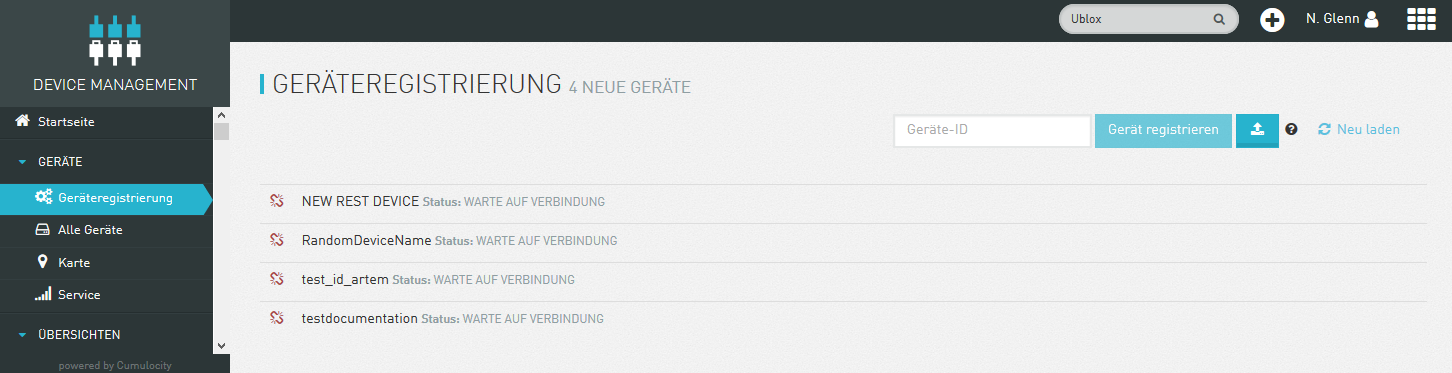 Ublox
N. Glenn
DEVICE MANAGEMENT
Startseite
GERÄTE
Geräteregistrierung
Alle Geräte
Karte
Service
ÜBERSICHTEN
powered by Cumulocity
GERÄTEREGISTRIERUNG 4 NEUE GERÄTE
Geräte-ID Gerät registrieren ? Neu laden
NEW REST DEVICE Status: WARTE AUF VERBINDUNG
RandomDeviceName Status: WARTE AUF VERBINDUNG
test_id_artem Status: WARTE AUF VERBINDUNG
testdocumentation Status: WARTE AUF VERBINDUNG